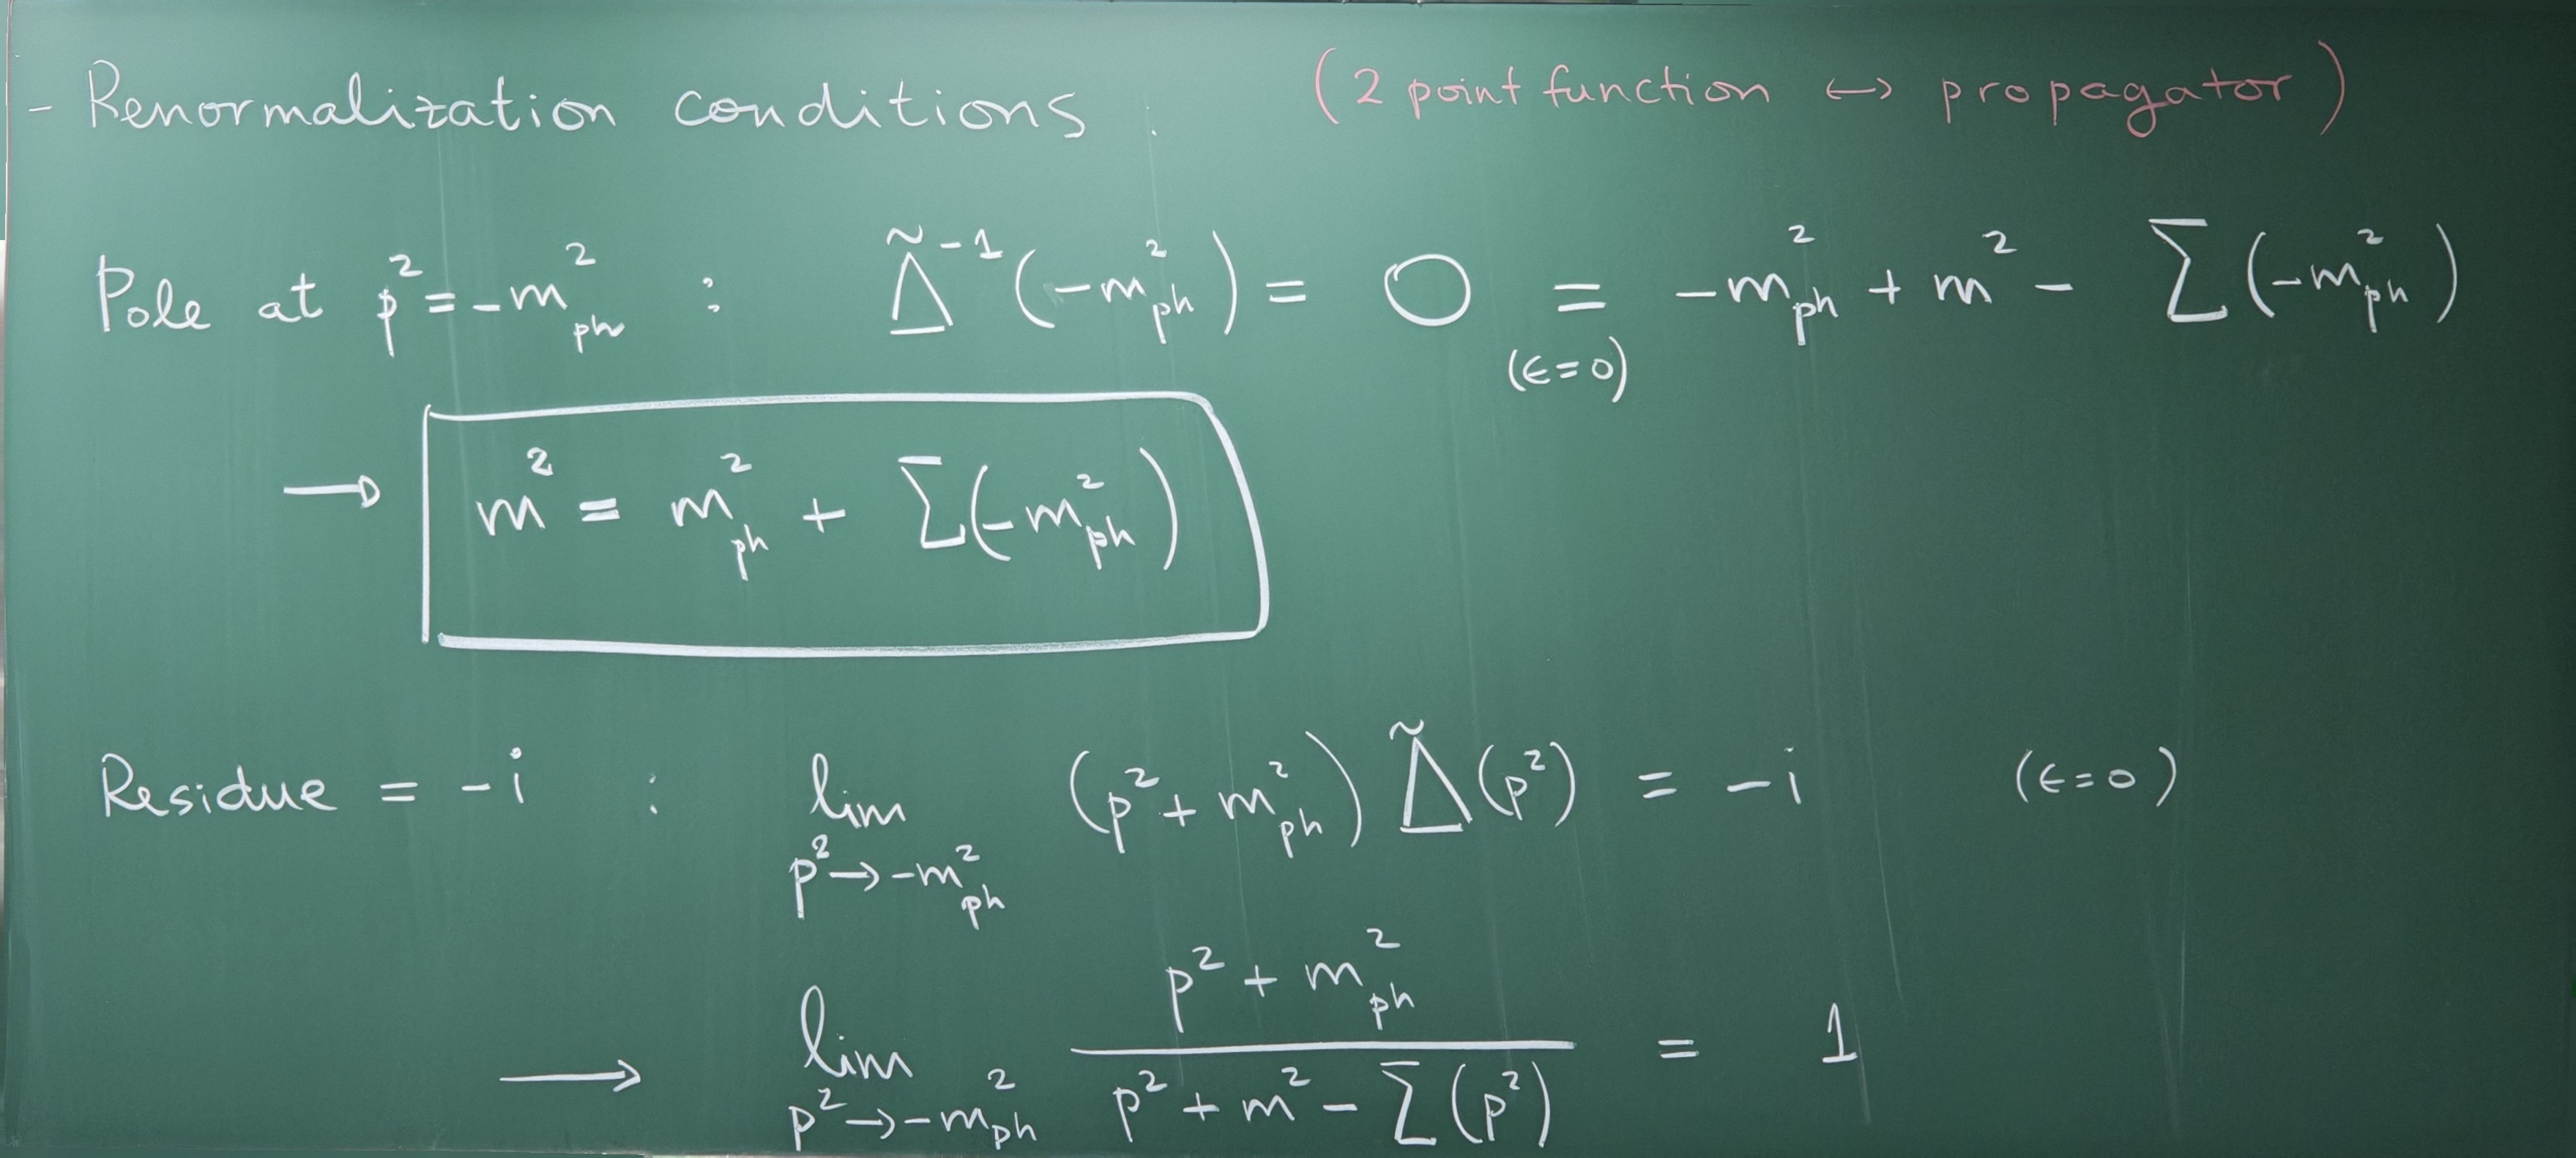 - Renormalization conditions : (2 point function ↔ propagator)
Pole at p² = -m²_ph : Δ̃⁻¹(-m²_ph) = 0 = -m²_ph + m² - Σ(-m²_ph)
(ϵ=0)
→ m² = m²_ph + Σ(-m²_ph)
Residue = -i : lim (p² + m²_ph) Δ̃(p²) = -i (ϵ=0)
p² → -m²_ph
p² + m²_ph
→ lim ———————— = 1
p² → -m²_ph p² + m² - Σ(p²)